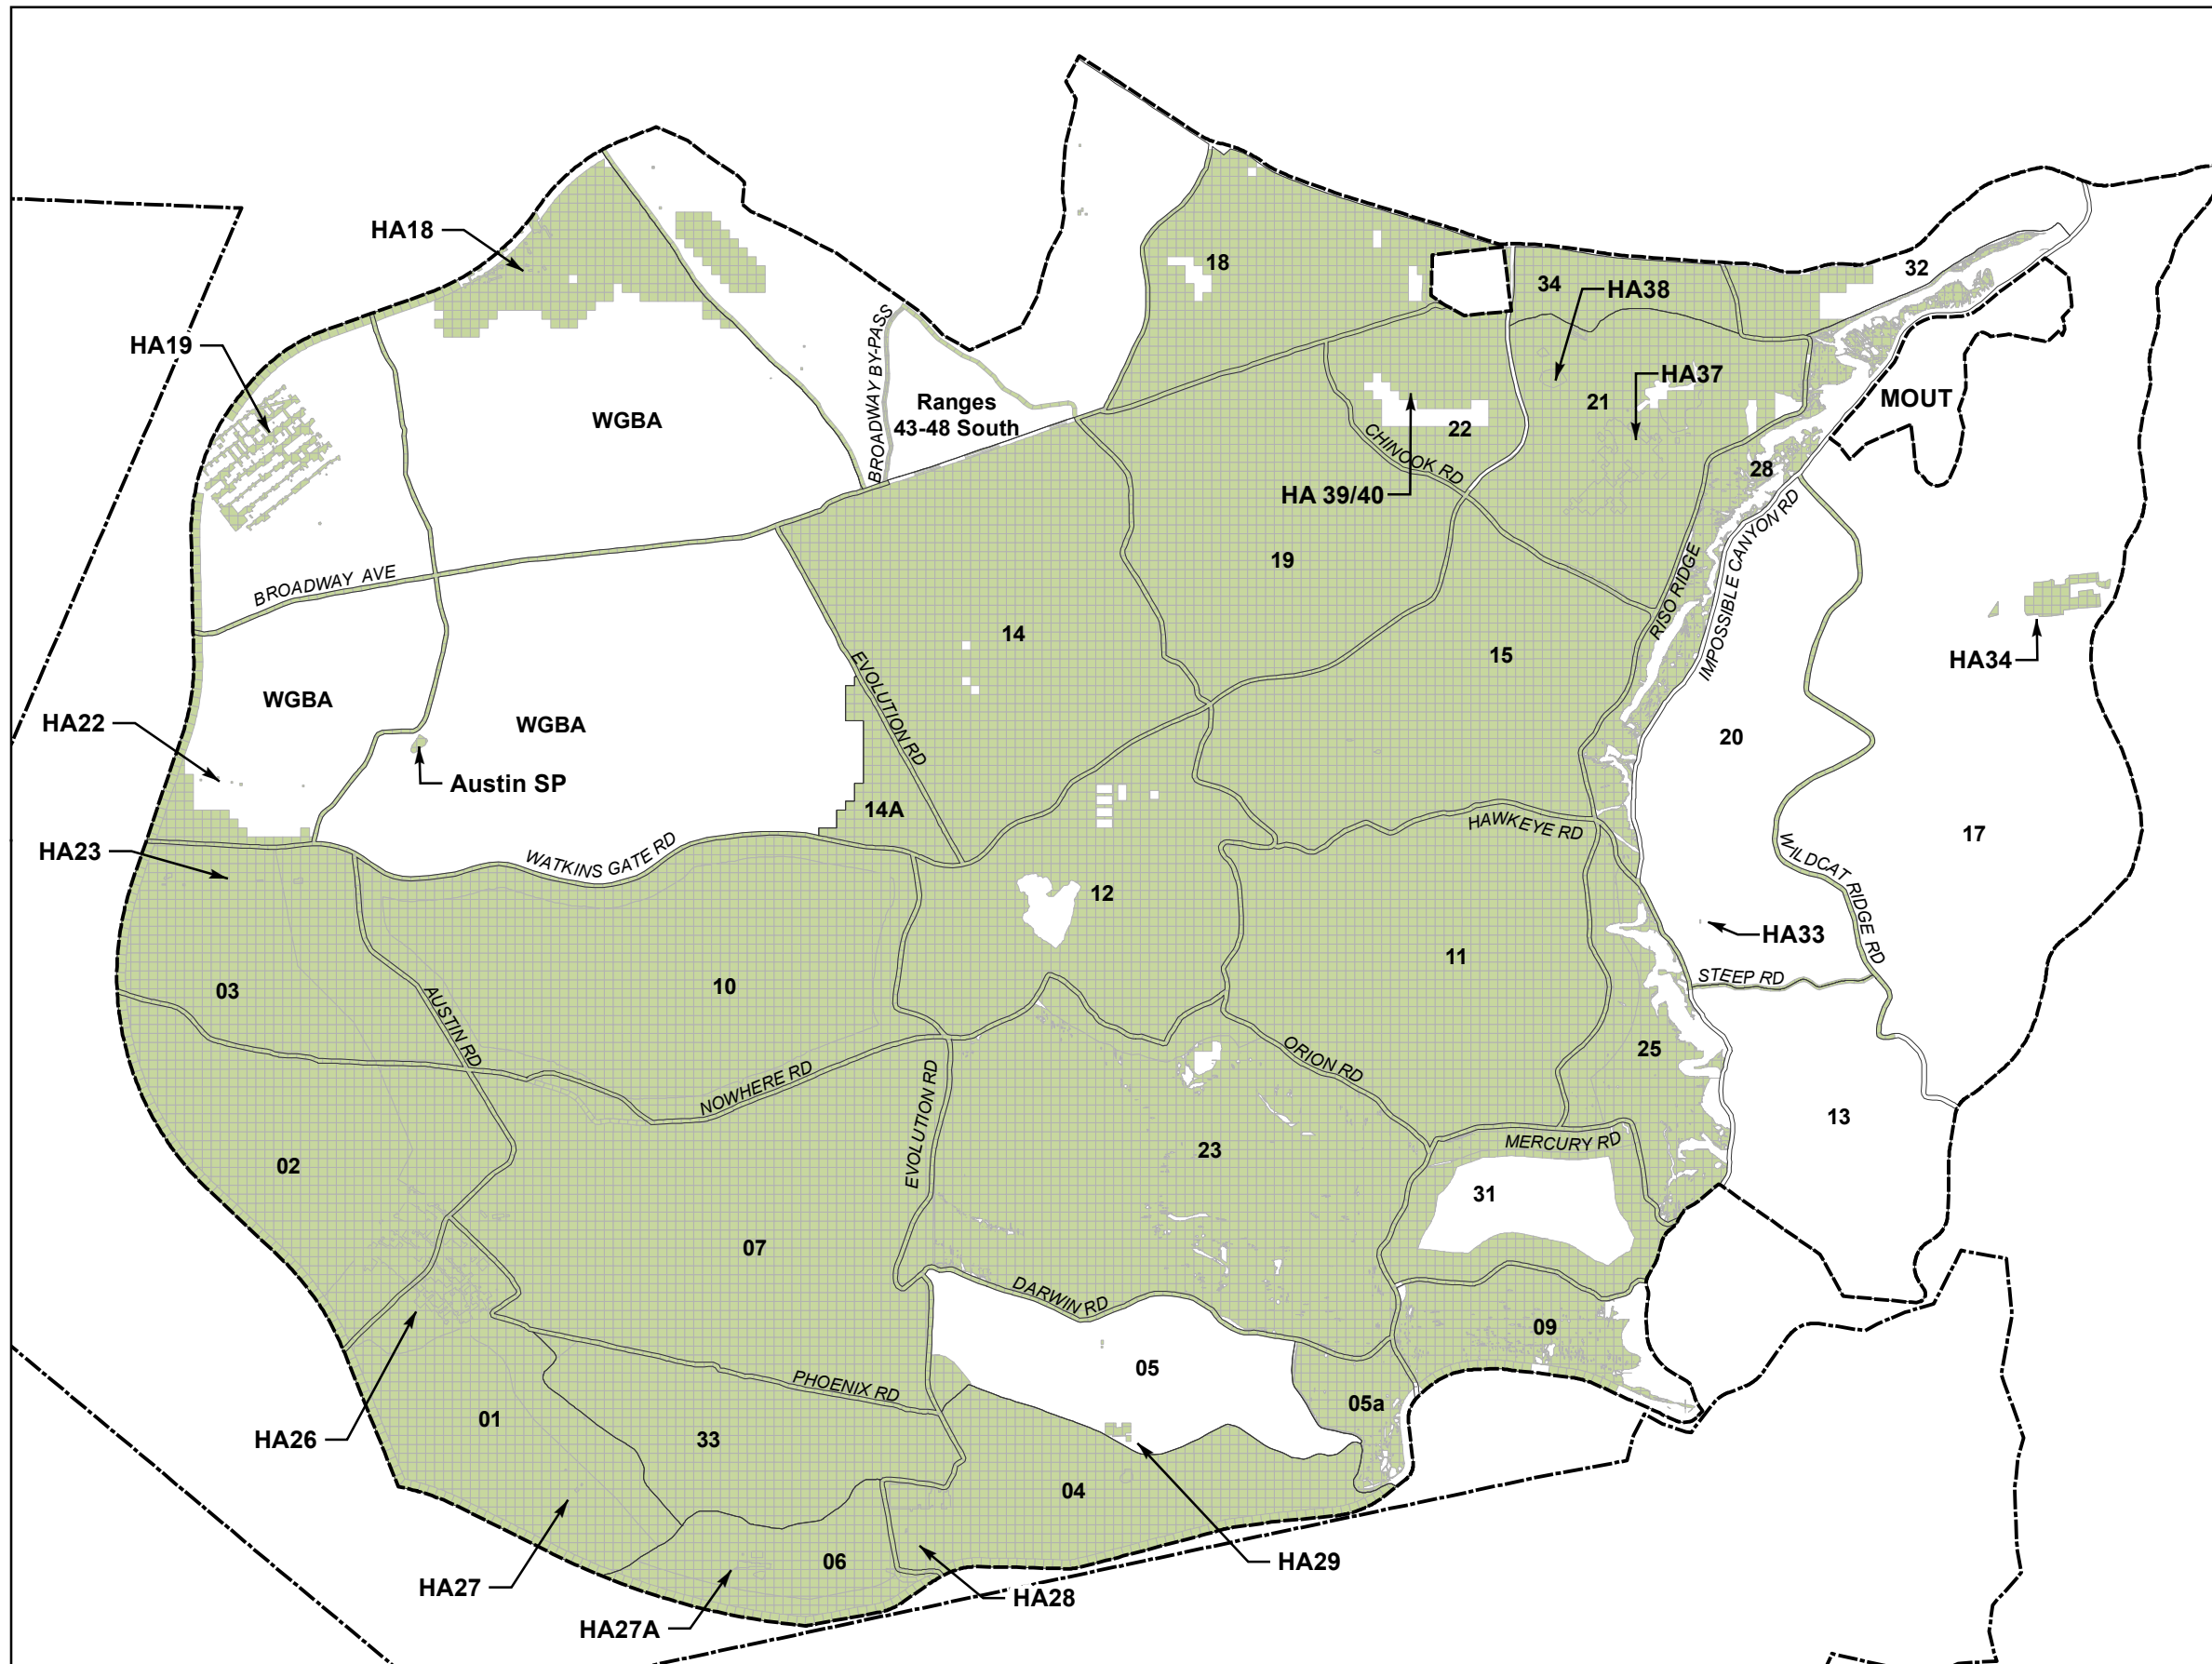 HA18
18
32
34
HA38
HA19
HA37
BROADWAY BY-PASS
Ranges
43-48 South
MOUT
WGBA
21
22
CHINOOK RD
28
HA 39/40
IMPOSSIBLE CANYON RD
19
BROADWAY AVE
RISO RIDGE
14
15
HA34
EVOLUTION RD
WGBA
HA22
WGBA
20
Austin SP
14A
HAWKEYE RD
17
HA23
WATKINS GATE RD
WILDCAT RIDGE RD
12
HA33
11
STEEP RD
03
10
AUSTIN RD
ORION RD
25
NOWHERE RD
EVOLUTION RD
13
MERCURY RD
23
02
31
07
DARWIN RD
09
05
PHOENIX RD
05a
01
HA26
33
04
HA27
06
HA29
HA28
HA27A